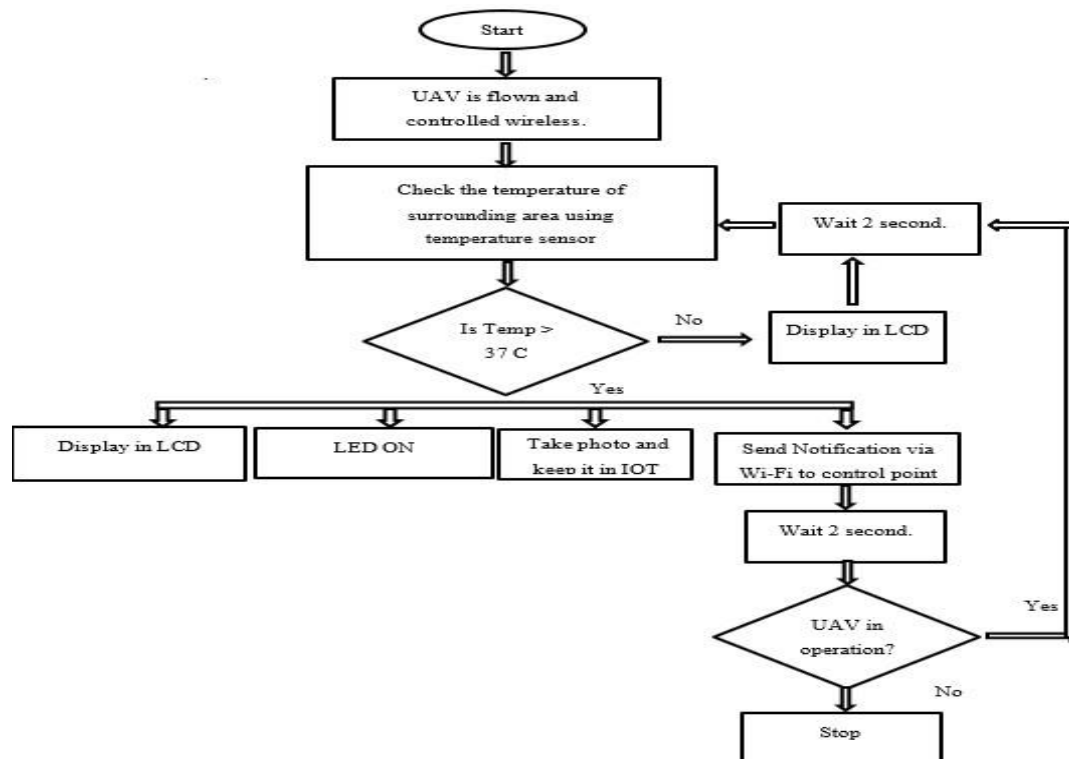 Start
UAV is flown and
controlled wireless.
Check the temperature of
surrounding area using
temperature sensor
Wait 2 second.
Is Temp >
37 C
No
Display in LCD
Yes
Display in LCD
LED ON
Take photo and
keep it in IOT
Send Notification via
Wi-Fi to control point
Wait 2 second.
UAV in
operation?
Yes
No
Stop